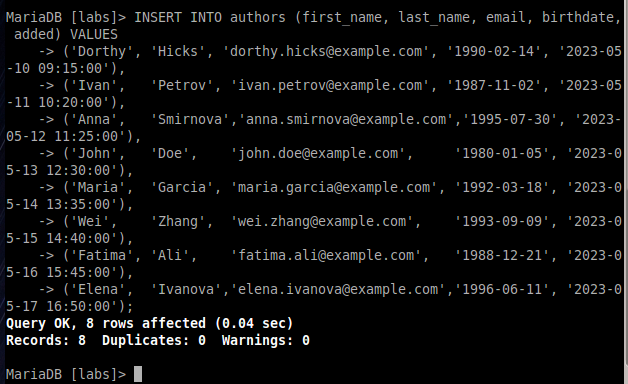 MariaDB [labs]> INSERT INTO authors (first_name, last_name, email, birthdate,
 added) VALUES
    -> ('Dorthy', 'Hicks', 'dorthy.hicks@example.com', '1990-02-14', '2023-05
-10 09:15:00'),
    -> ('Ivan',   'Petrov', 'ivan.petrov@example.com', '1987-11-02', '2023-05
-11 10:20:00'),
    -> ('Anna',   'Smirnova','anna.smirnova@example.com','1995-07-30', '2023-
05-12 11:25:00'),
    -> ('John',   'Doe',    'john.doe@example.com',     '1980-01-05', '2023-0
5-13 12:30:00'),
    -> ('Maria',  'Garcia', 'maria.garcia@example.com', '1992-03-18', '2023-0
5-14 13:35:00'),
    -> ('Wei',    'Zhang',  'wei.zhang@example.com',    '1993-09-09', '2023-0
5-15 14:40:00'),
    -> ('Fatima', 'Ali',    'fatima.ali@example.com',   '1988-12-21', '2023-0
5-16 15:45:00'),
    -> ('Elena',  'Ivanova','elena.ivanova@example.com','1996-06-11', '2023-0
5-17 16:50:00');
Query OK, 8 rows affected (0.04 sec)
Records: 8  Duplicates: 0  Warnings: 0
MariaDB [labs]>